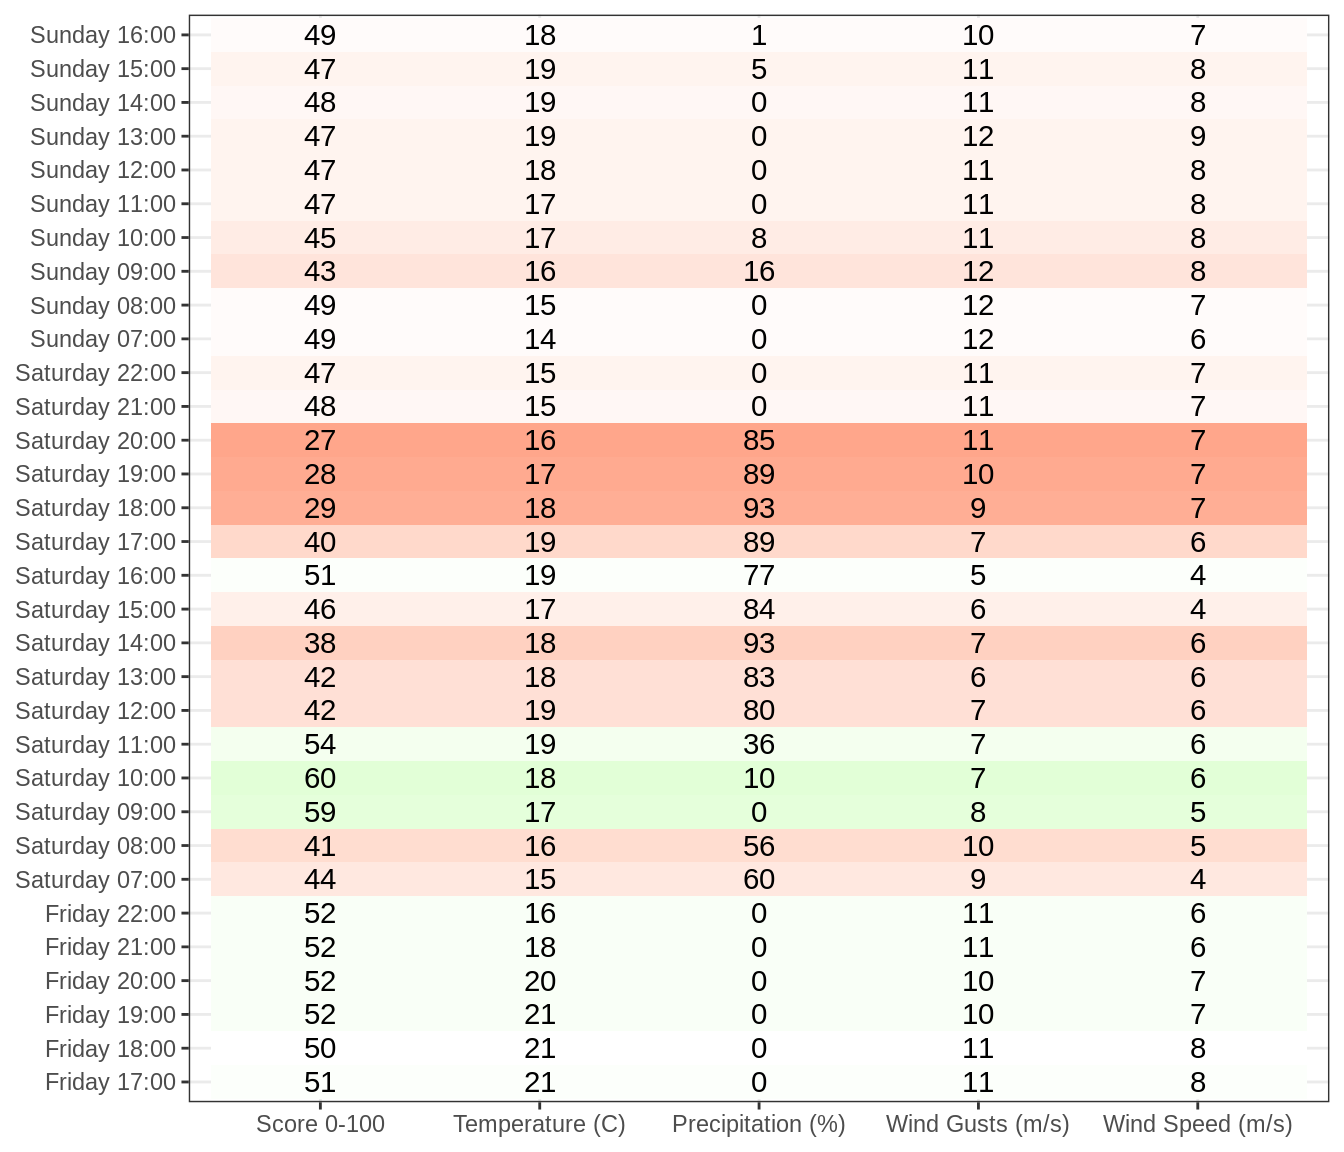 Sunday 16:00 49 18 1 10 7
Sunday 15:00 47 19 5 11 8
Sunday 14:00 48 19 0 11 8
Sunday 13:00 47 19 0 12 9
Sunday 12:00 47 18 0 11 8
Sunday 11:00 47 17 0 11 8
Sunday 10:00 45 17 8 11 8
Sunday 09:00 43 16 16 12 8
Sunday 08:00 49 15 0 12 7
Sunday 07:00 49 14 0 12 6
Saturday 22:00 47 15 0 11 7
Saturday 21:00 48 15 0 11 7
Saturday 20:00 27 16 85 11 7
Saturday 19:00 28 17 89 10 7
Saturday 18:00 29 18 93 9 7
Saturday 17:00 40 19 89 7 6
Saturday 16:00 51 19 77 5 4
Saturday 15:00 46 17 84 6 4
Saturday 14:00 38 18 93 7 6
Saturday 13:00 42 18 83 6 6
Saturday 12:00 42 19 80 7 6
Saturday 11:00 54 19 36 7 6
Saturday 10:00 60 18 10 7 6
Saturday 09:00 59 17 0 8 5
Saturday 08:00 41 16 56 10 5
Saturday 07:00 44 15 60 9 4
Friday 22:00 52 16 0 11 6
Friday 21:00 52 18 0 11 6
Friday 20:00 52 20 0 10 7
Friday 19:00 52 21 0 10 7
Friday 18:00 50 21 0 11 8
Friday 17:00 51 21 0 11 8
Score 0-100 Temperature (C) Precipitation (%) Wind Gusts (m/s) Wind Speed (m/s)